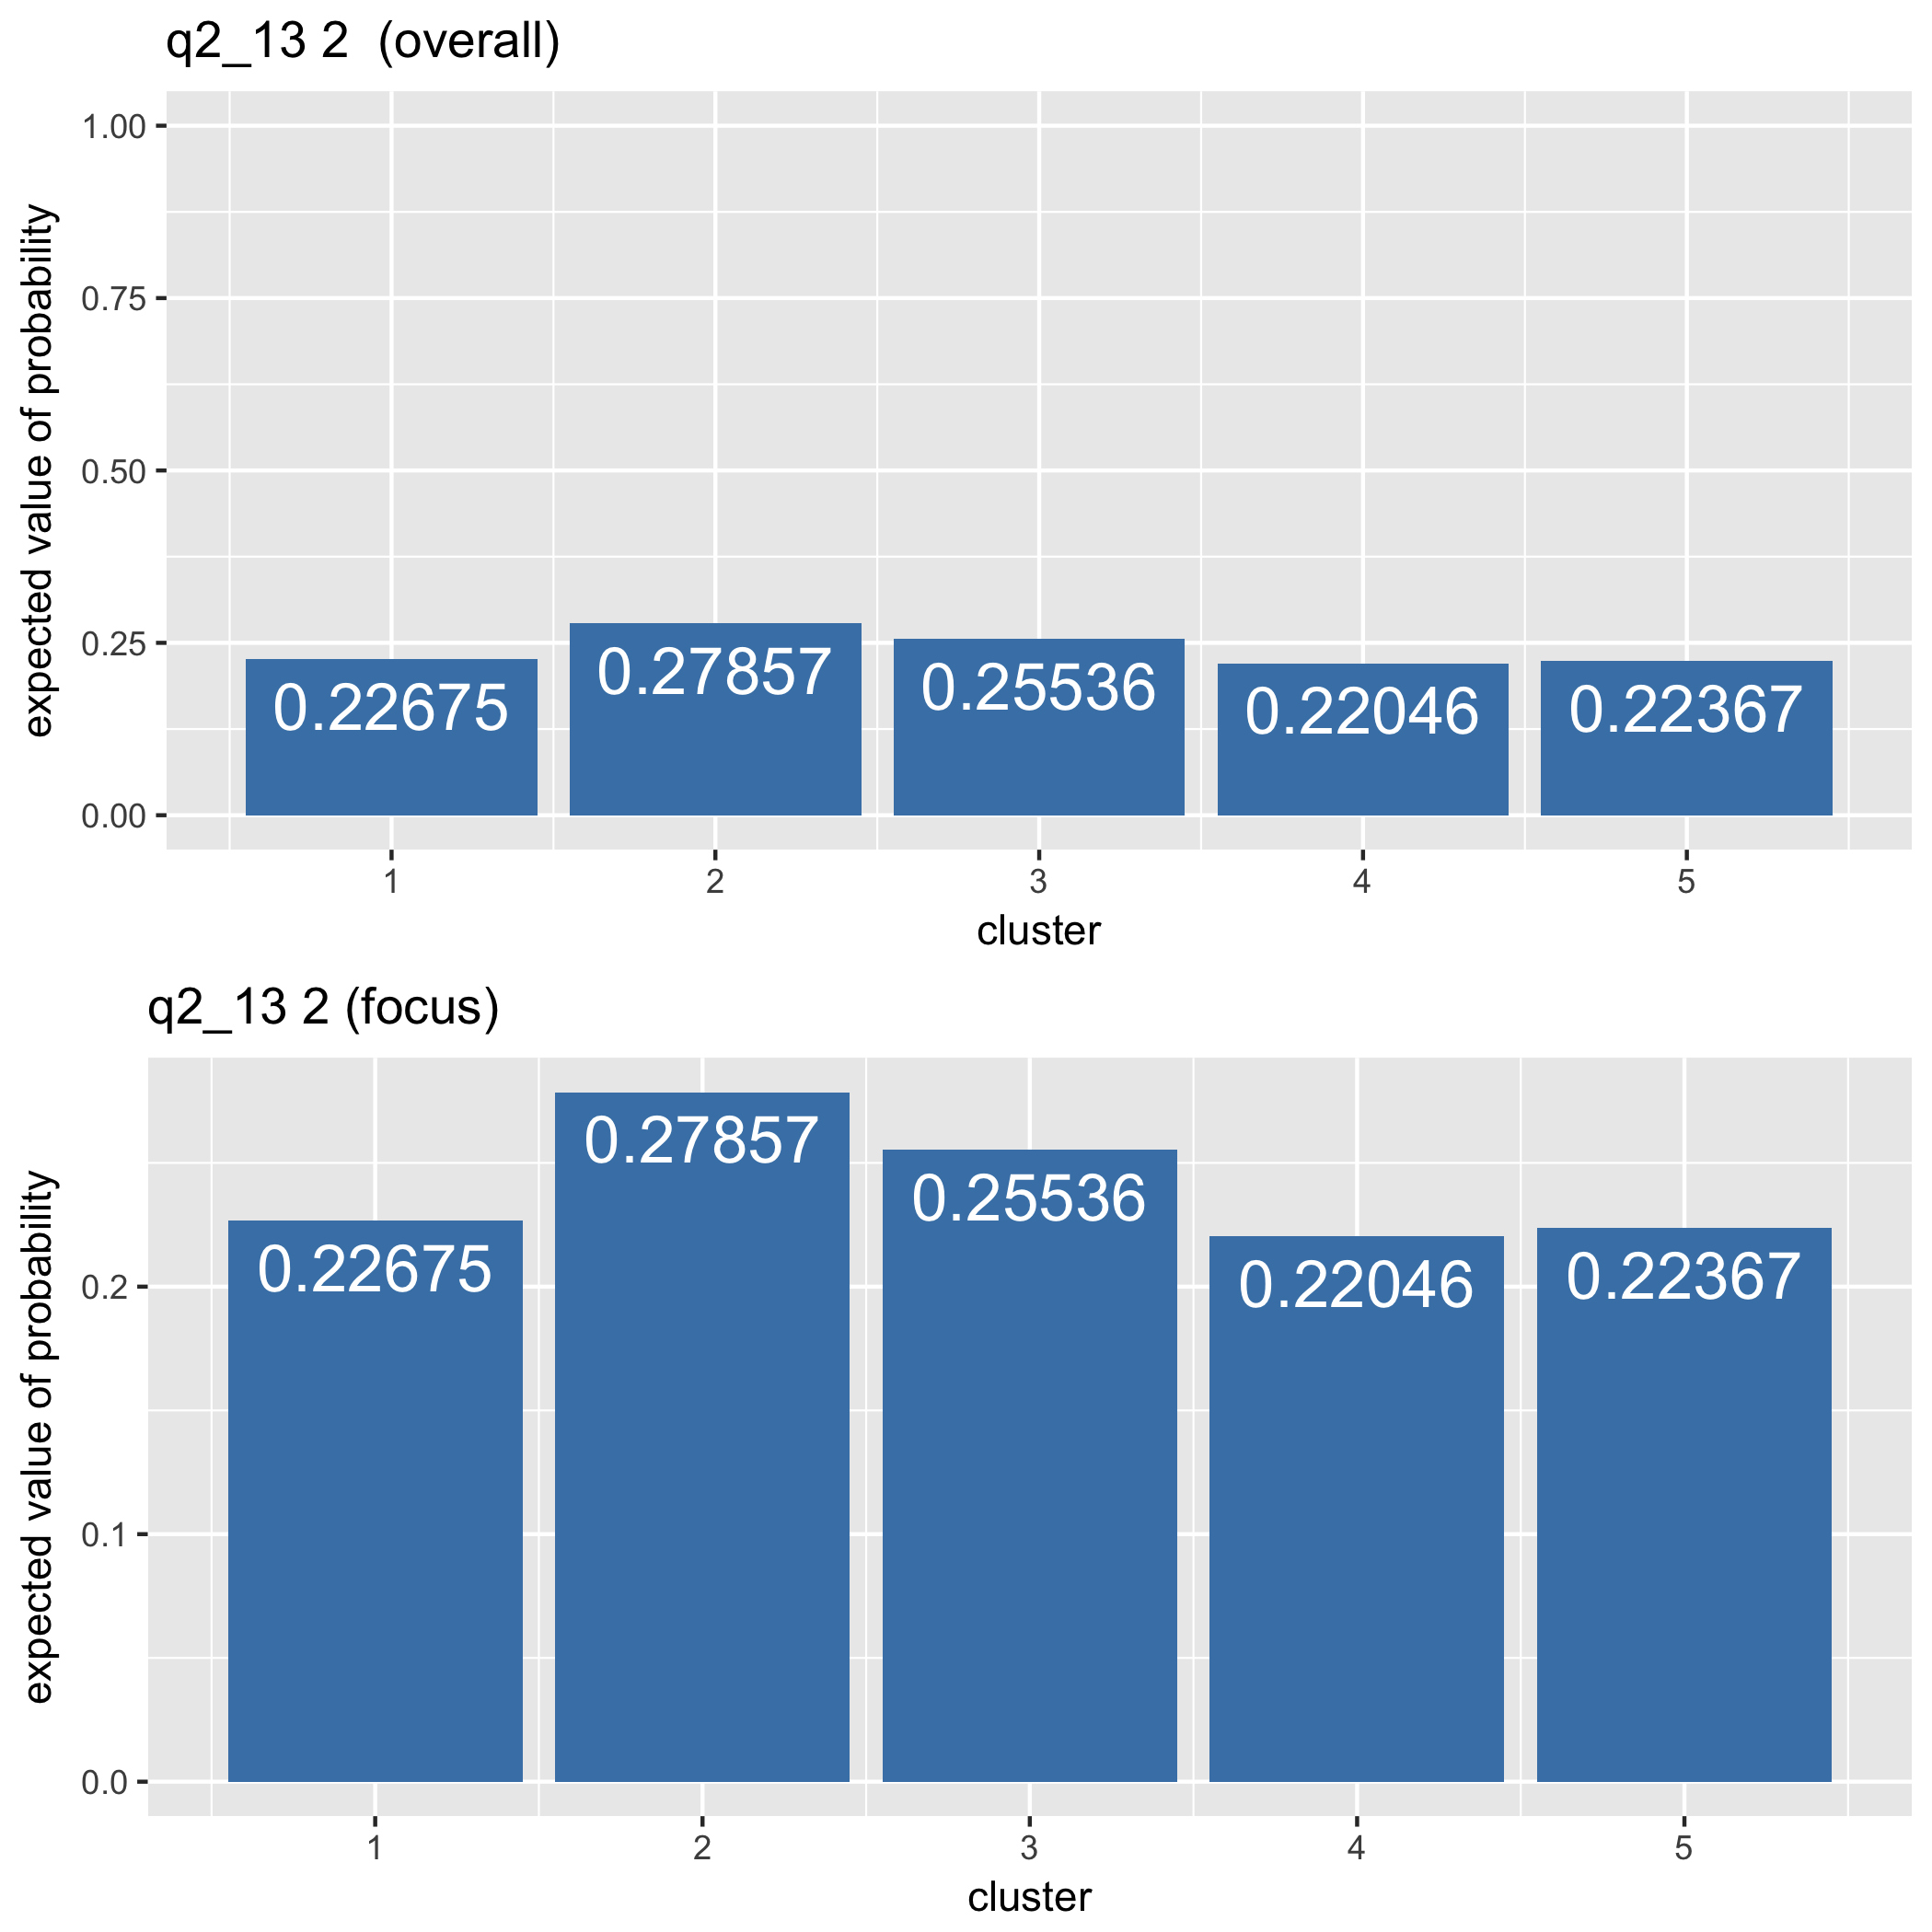 q2_13 2  (overall)
expected value of probability
1.00
0.75
0.50
0.25
0.00
0.22675
0.27857
0.25536
0.22046
0.22367
1 2 3 4 5
cluster
q2_13 2 (focus)
expected value of probability
0.2
0.1
0.0
0.22675
0.27857
0.25536
0.22046
0.22367
1 2 3 4 5
cluster